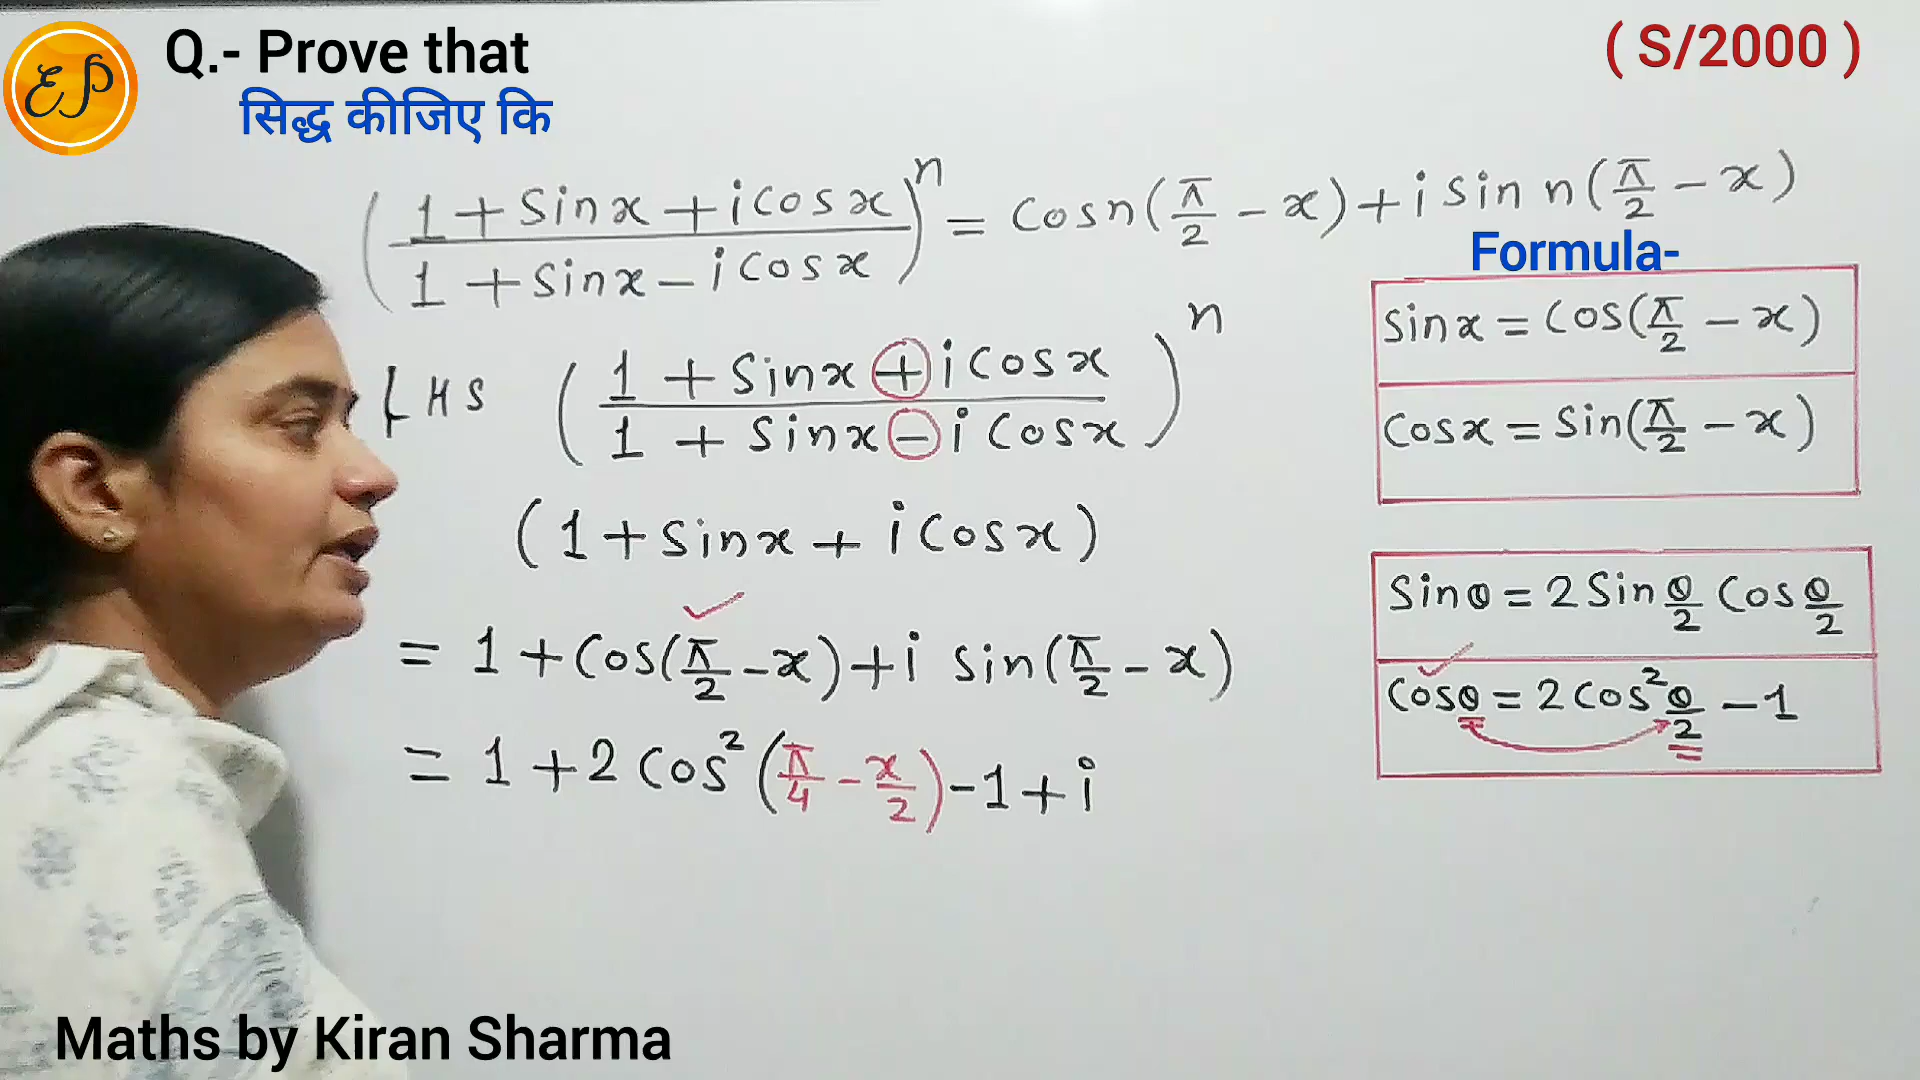 EP
Q.- Prove that
( S/2000 )
सिद्ध कीजिए कि
(1 + Sinx + i cosx / 1 + Sinx - i cosx)ⁿ = Cosn(π/2 - x) + i sin n(π/2 - x)
Formula-
LHS (1 + Sinx + i Cosx / 1 + Sinx - i Cosx)ⁿ
(1 + Sinx + i Cosx)
= 1 + Cos(π/2 - x) + i sin(π/2 - x)
= 1 + 2 Cos²(π/4 - x/2) - 1 + i
Sinx = Cos(π/2 - x)
Cosx = Sin(π/2 - x)
Sinθ = 2 Sin θ/2 Cos θ/2
Cosθ = 2 Cos² θ/2 - 1
Maths by Kiran Sharma